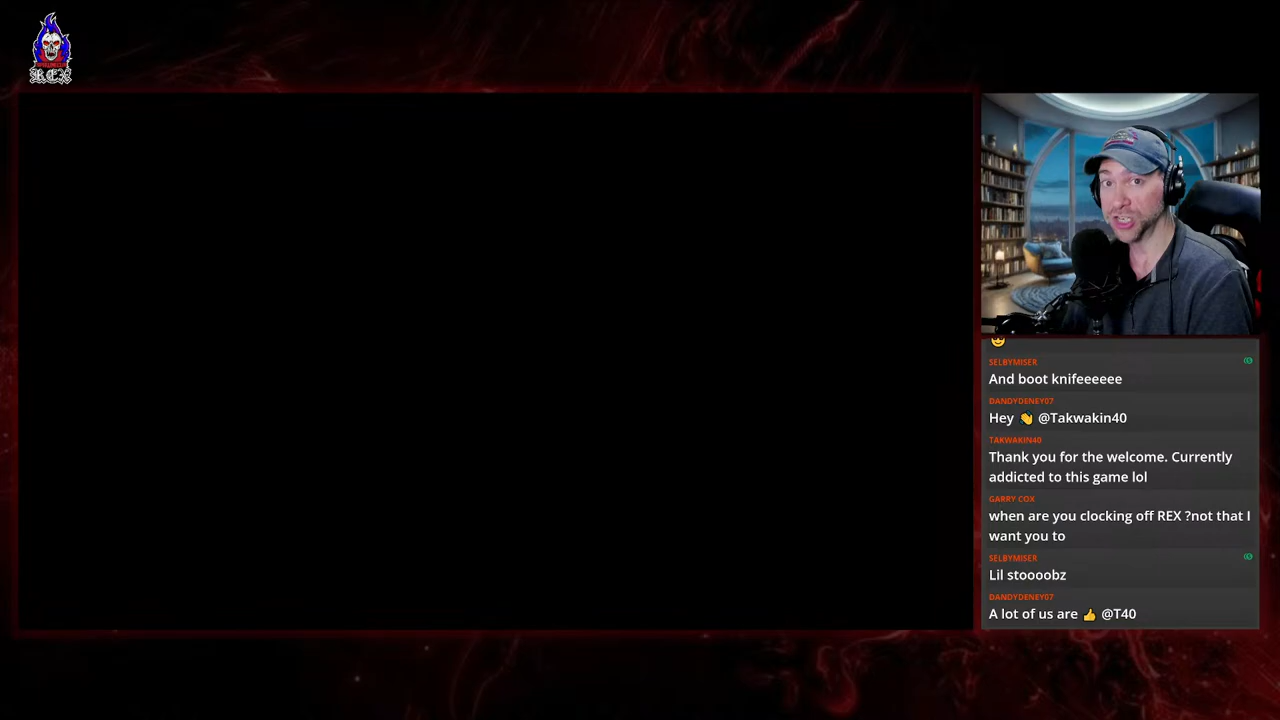 REX
SELBYMISER
And boot knifeeeeee
DANDYDENEY07
Hey 👋 @Takwakin40
TAKWAKIN40
Thank you for the welcome. Currently
addicted to this game lol
GARRY COX
when are you clocking off REX ?not that I
want you to
SELBYMISER
Lil stoooobz
DANDYDENEY07
A lot of us are 👍 @T40